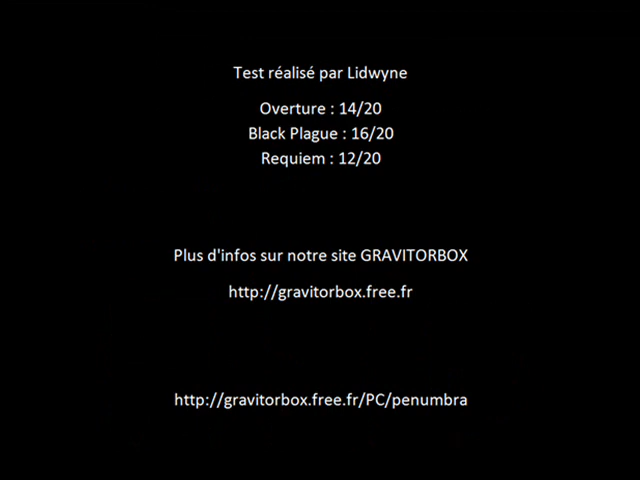 Test réalisé par Lidwyne
Overture : 14/20
Black Plague : 16/20
Requiem : 12/20
Plus d'infos sur notre site GRAVITORBOX
http://gravitorbox.free.fr
http://gravitorbox.free.fr/PC/penumbra